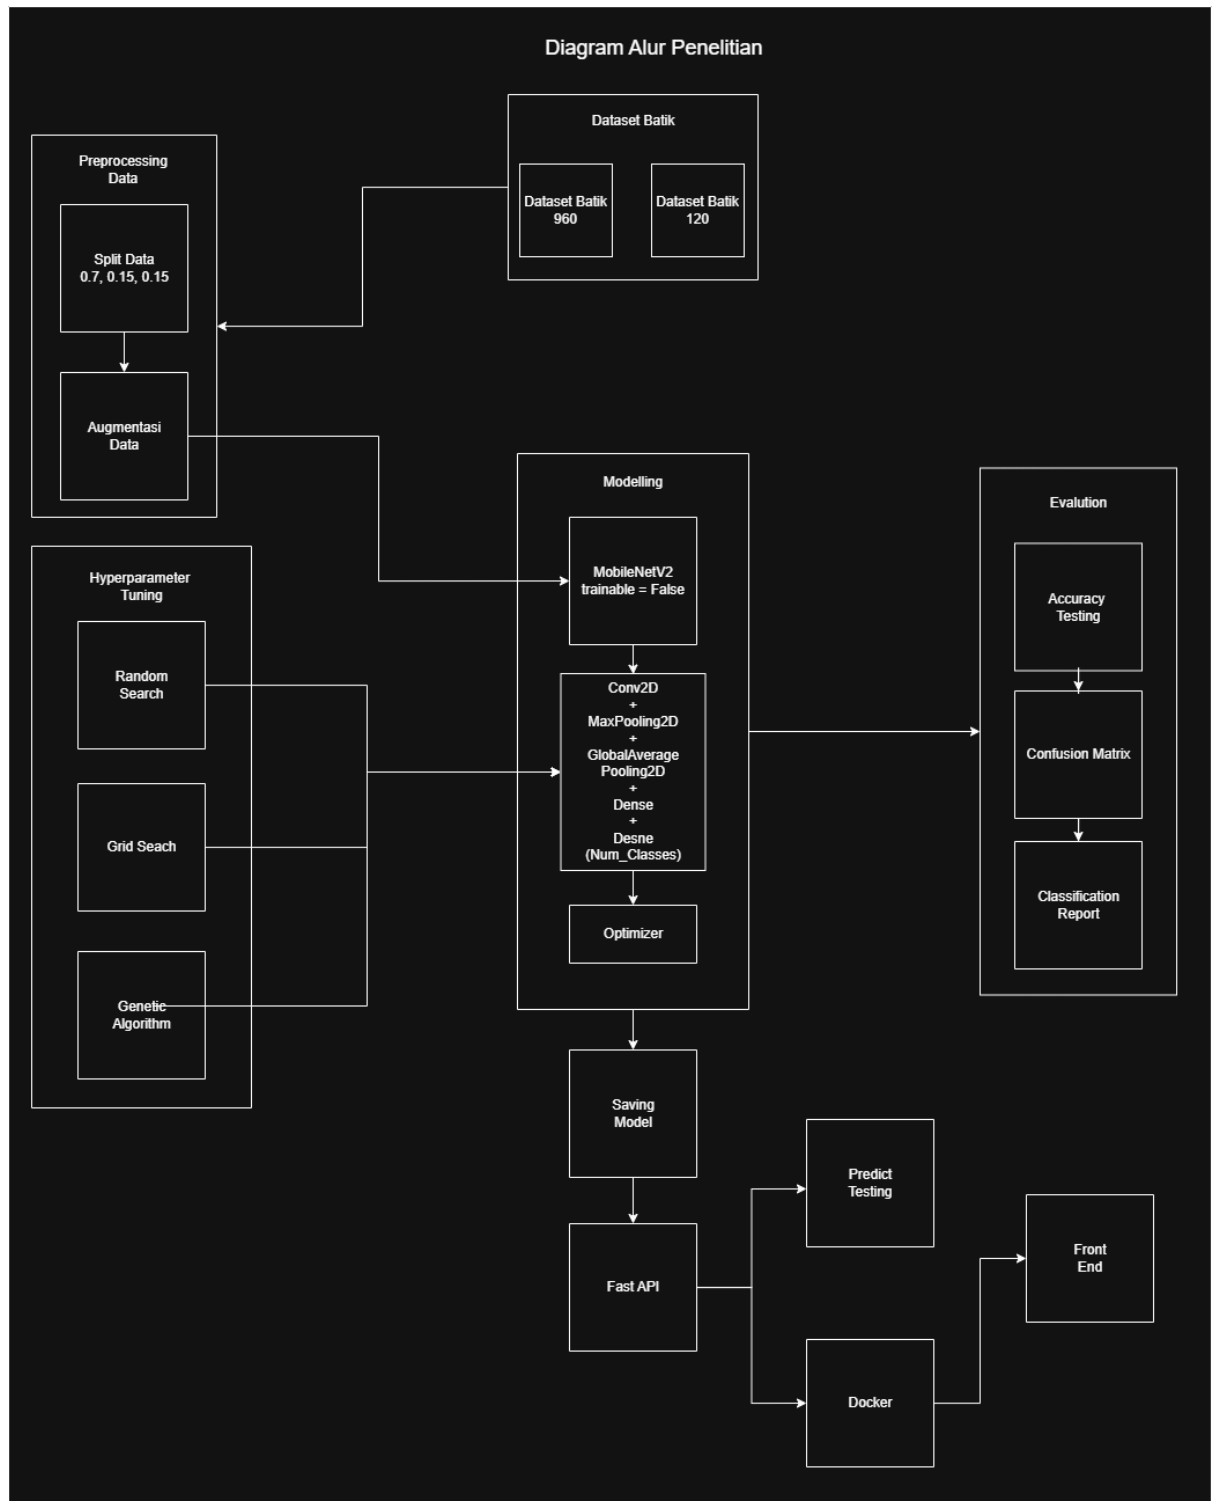 Diagram Alur Penelitian
Dataset Batik
Dataset Batik
960
Dataset Batik
120
Preprocessing
Data
Split Data
0.7, 0.15, 0.15
Augmentasi
Data
Hyperparameter
Tuning
Random
Search
Grid Seach
Genetic
Algorithm
Modelling
MobileNetV2
trainable = False
Conv2D
+
MaxPooling2D
+
GlobalAverage
Pooling2D
+
Dense
+
Desne
(Num_Classes)
Optimizer
Evalution
Accuracy
Testing
Confusion Matrix
Classification
Report
Saving
Model
Fast API
Predict
Testing
Docker
Front
End